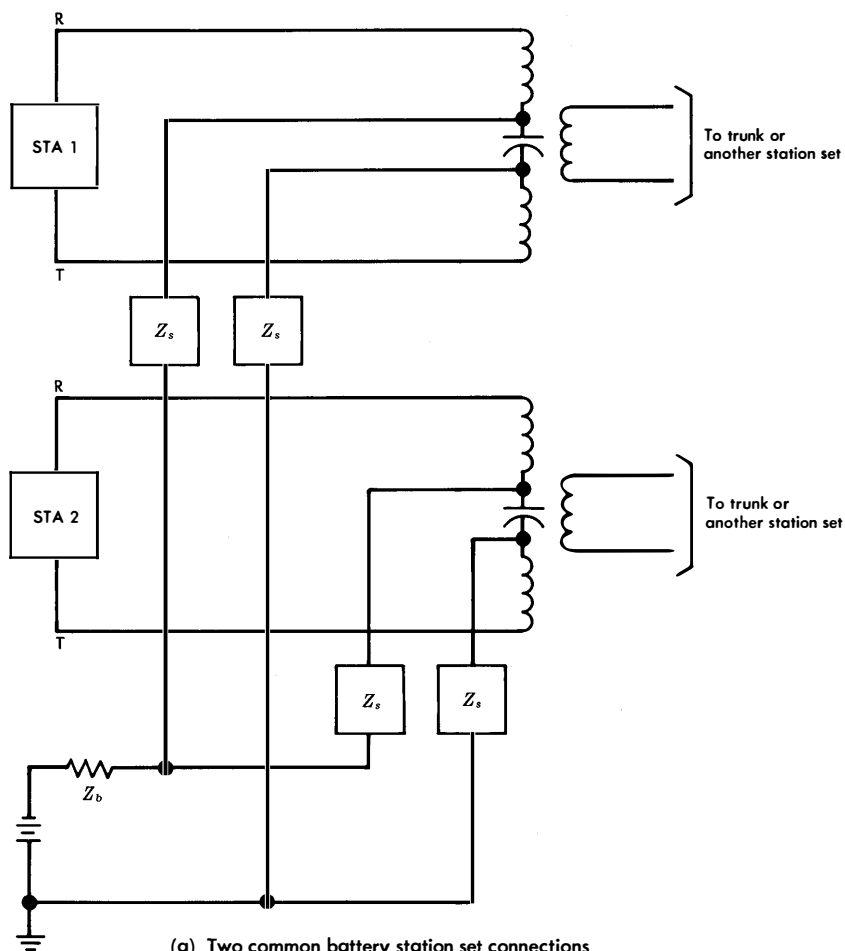 R
STA 1
To trunk or
another station set
T
Z_s
Z_s
R
STA 2
To trunk or
another station set
T
Z_s
Z_s
Z_b
(a) Two common battery station set connections